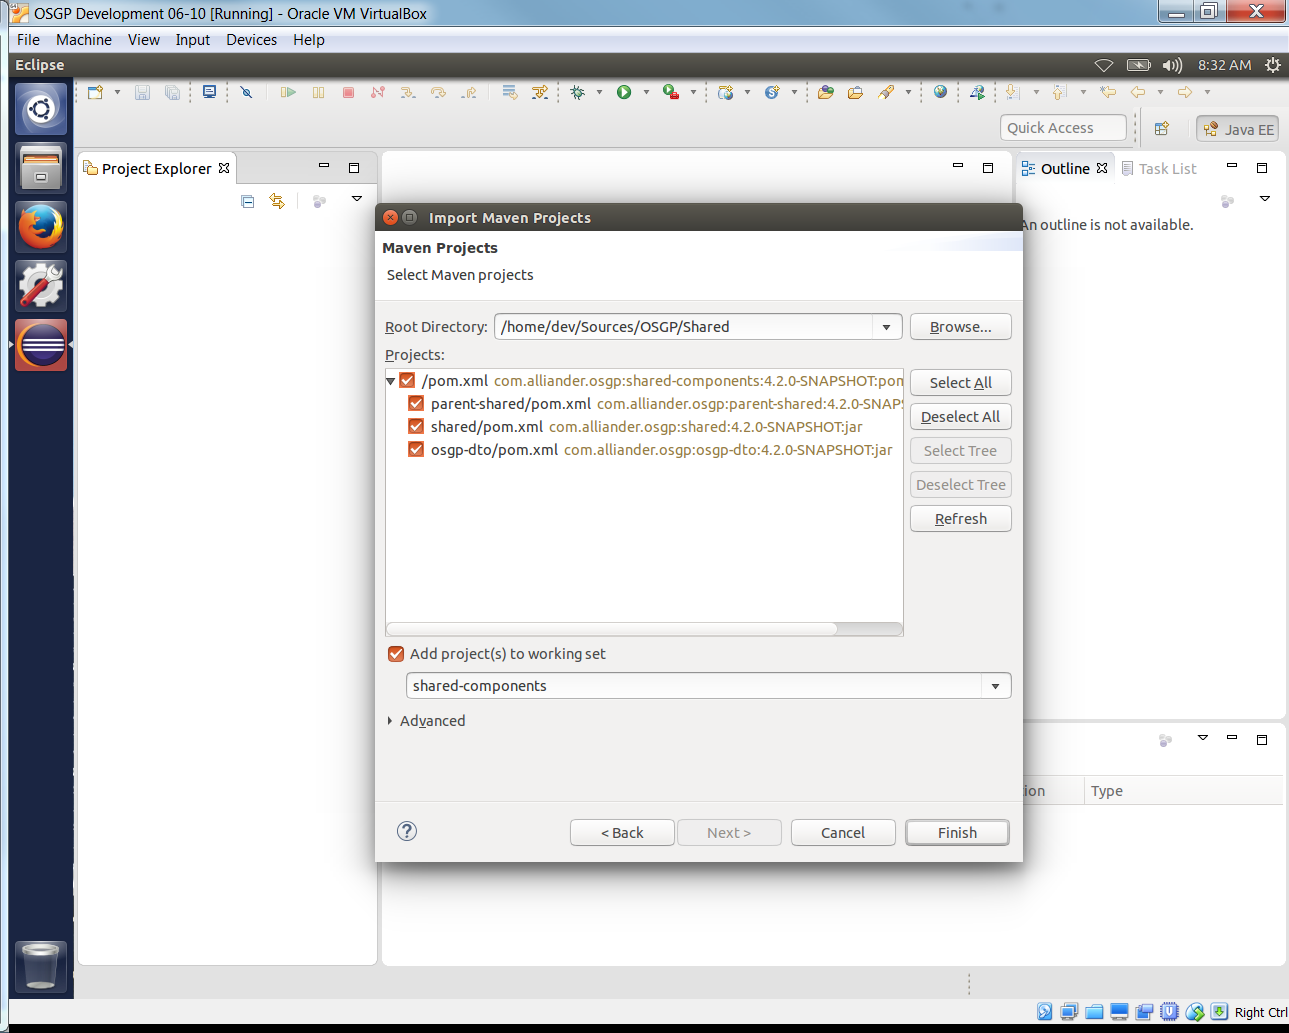 OSGP Development 06-10 [Running] - Oracle VM VirtualBox
File Machine View Input Devices Help
Eclipse 8:32 AM
Quick Access Java EE
Project Explorer Outline Task List
An outline is not available.
Import Maven Projects
Maven Projects
Select Maven projects
Root Directory: /home/dev/Sources/OSGP/Shared Browse...
Projects:
/pom.xml com.alliander.osgp:shared-components:4.2.0-SNAPSHOT:pom Select All
parent-shared/pom.xml com.alliander.osgp:parent-shared:4.2.0-SNAPS
Deselect All
shared/pom.xml com.alliander.osgp:shared:4.2.0-SNAPSHOT:jar
osgp-dto/pom.xml com.alliander.osgp:osgp-dto:4.2.0-SNAPSHOT:jar Select Tree
Deselect Tree
Refresh
Add project(s) to working set
shared-components
Advanced
ion Type
< Back Next > Cancel Finish
Right Ctrl